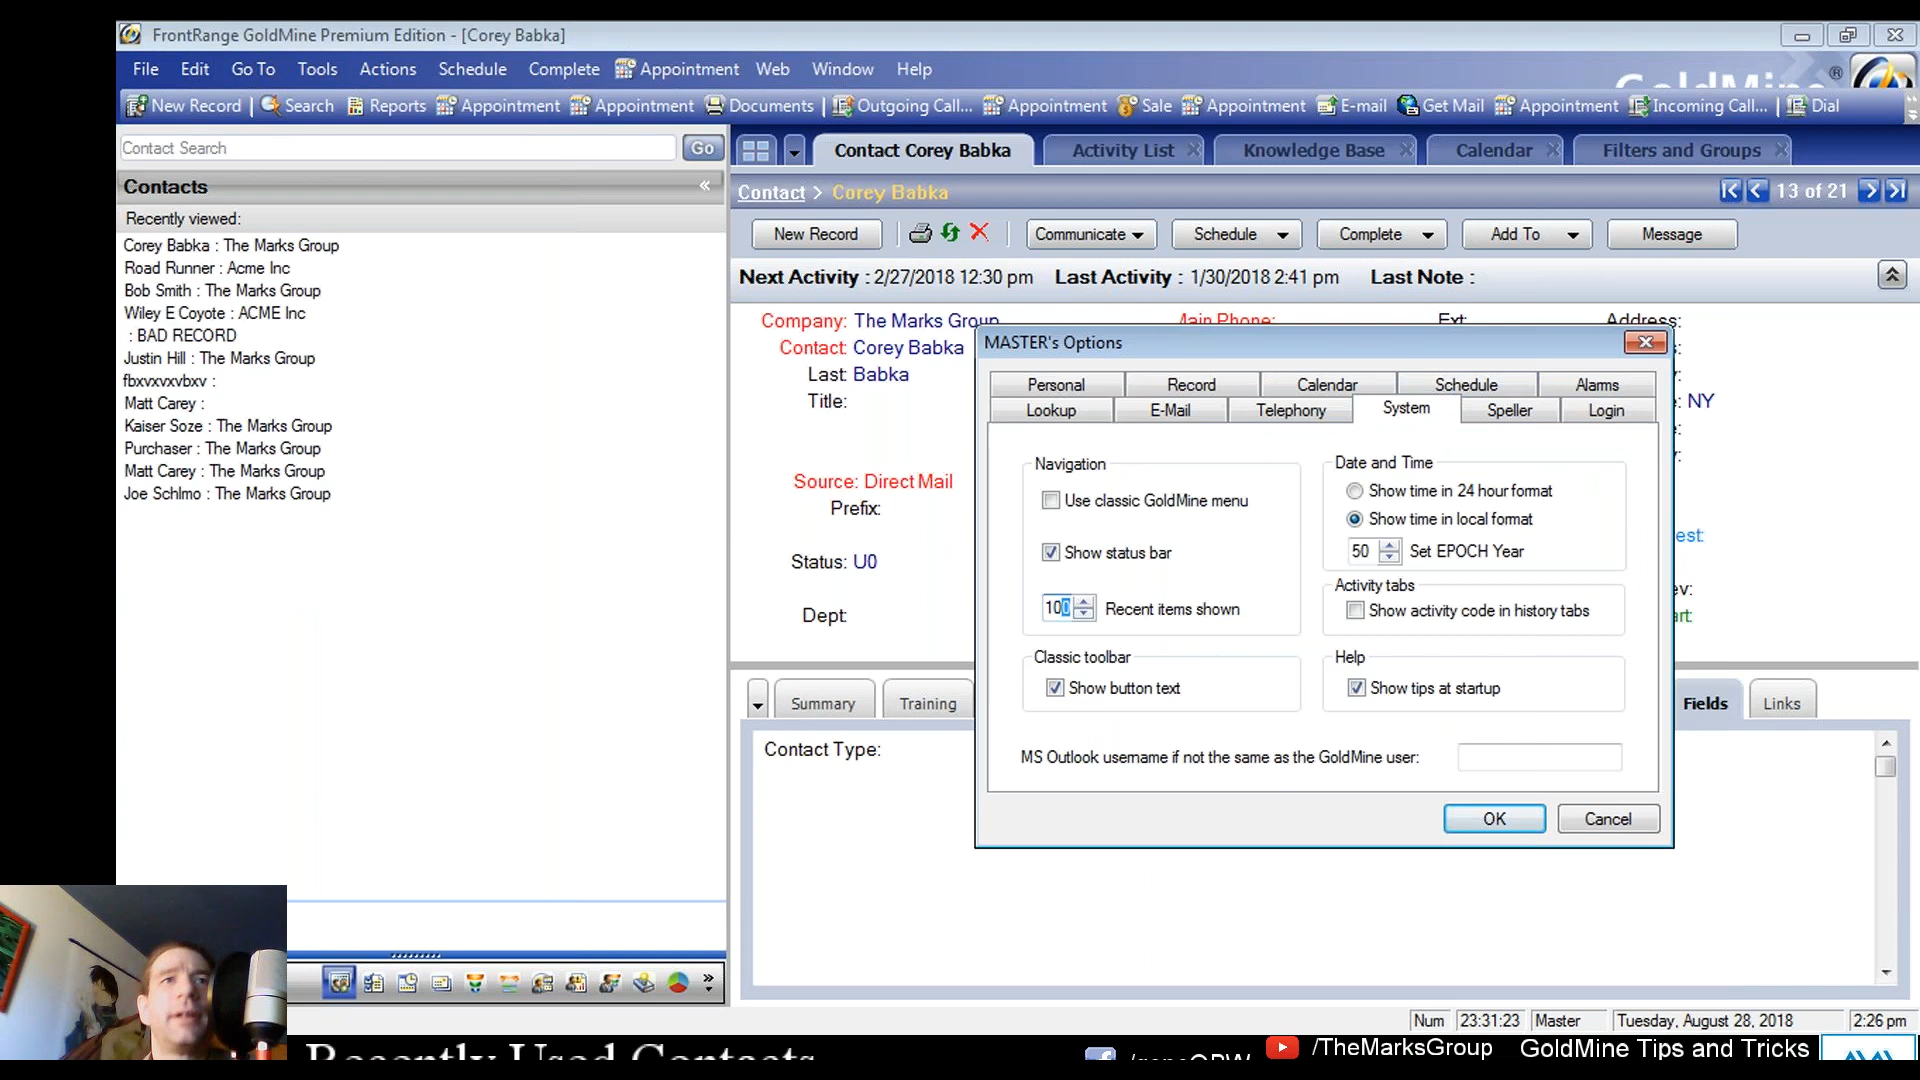 FrontRange GoldMine Premium Edition - [Corey Babka]
File Edit Go To Tools Actions Schedule Complete Appointment Web Window Help
GoldMine ®
New Record Search Reports Appointment Appointment Documents Outgoing Call... Appointment Sale Appointment E-mail Get Mail Appointment Incoming Call... Dial
Contact Search Go
Contacts «
Recently viewed:
Corey Babka : The Marks Group
Road Runner : Acme Inc
Bob Smith : The Marks Group
Wiley E Coyote : ACME Inc
: BAD RECORD
Justin Hill : The Marks Group
fbxvxvxvbxv :
Matt Carey :
Kaiser Soze : The Marks Group
Purchaser : The Marks Group
Matt Carey : The Marks Group
Joe Schlmo : The Marks Group
Contact Corey Babka Activity List Knowledge Base Calendar Filters and Groups
Contact > Corey Babka 13 of 21
New Record Communicate Schedule Complete Add To Message
Next Activity : 2/27/2018 12:30 pm Last Activity : 1/30/2018 2:41 pm Last Note :
Company: The Marks Group Main Phone: Ext: Address:
Contact: Corey Babka
Last: Babka
Title: NY
Source: Direct Mail
Prefix:
est:
Status: U0
ev:
Dept: art:
MASTER's Options
Personal Record Calendar Schedule Alarms
Lookup E-Mail Telephony System Speller Login
Navigation
Use classic GoldMine menu
Show status bar
100 Recent items shown
Classic toolbar
Show button text
Date and Time
Show time in 24 hour format
Show time in local format
50 Set EPOCH Year
Activity tabs
Show activity code in history tabs
Help
Show tips at startup
MS Outlook username if not the same as the GoldMine user:
OK Cancel
Summary Training Fields Links
Contact Type:
Num 23:31:23 Master Tuesday, August 28, 2018 2:26 pm
Recently Used Contacts /TheMarksGroup GoldMine Tips and Tricks